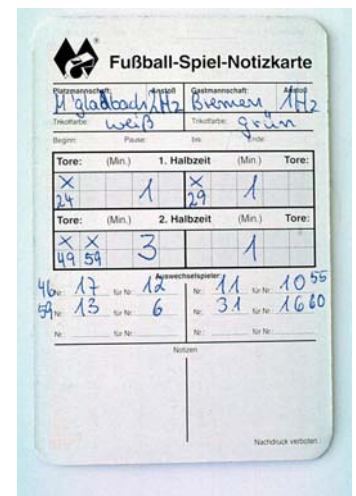 Fußball-Spiel-Notizkarte
Platzmannschaft: Anstoß Gastmannschaft: Anstoß
M'gladbach 2Hz Bremen 1Hz
Trikotfarbe: weiß Trikotfarbe: grün
Beginn: Pause: bis: Ende:
Tore: (Min.) 1. Halbzeit (Min.) Tore:
X 1 X 1
24 29
Tore: (Min.) 2. Halbzeit (Min.) Tore:
X X 3 1
49 59
Auswechselspieler:
46 Nr. 17 für Nr. 12 Nr. 11 für Nr. 10 55
59 Nr. 13 für Nr. 6 Nr. 31 für Nr. 16 60
Nr. für Nr. Nr. für Nr.
Notizen
Nachdruck verboten.